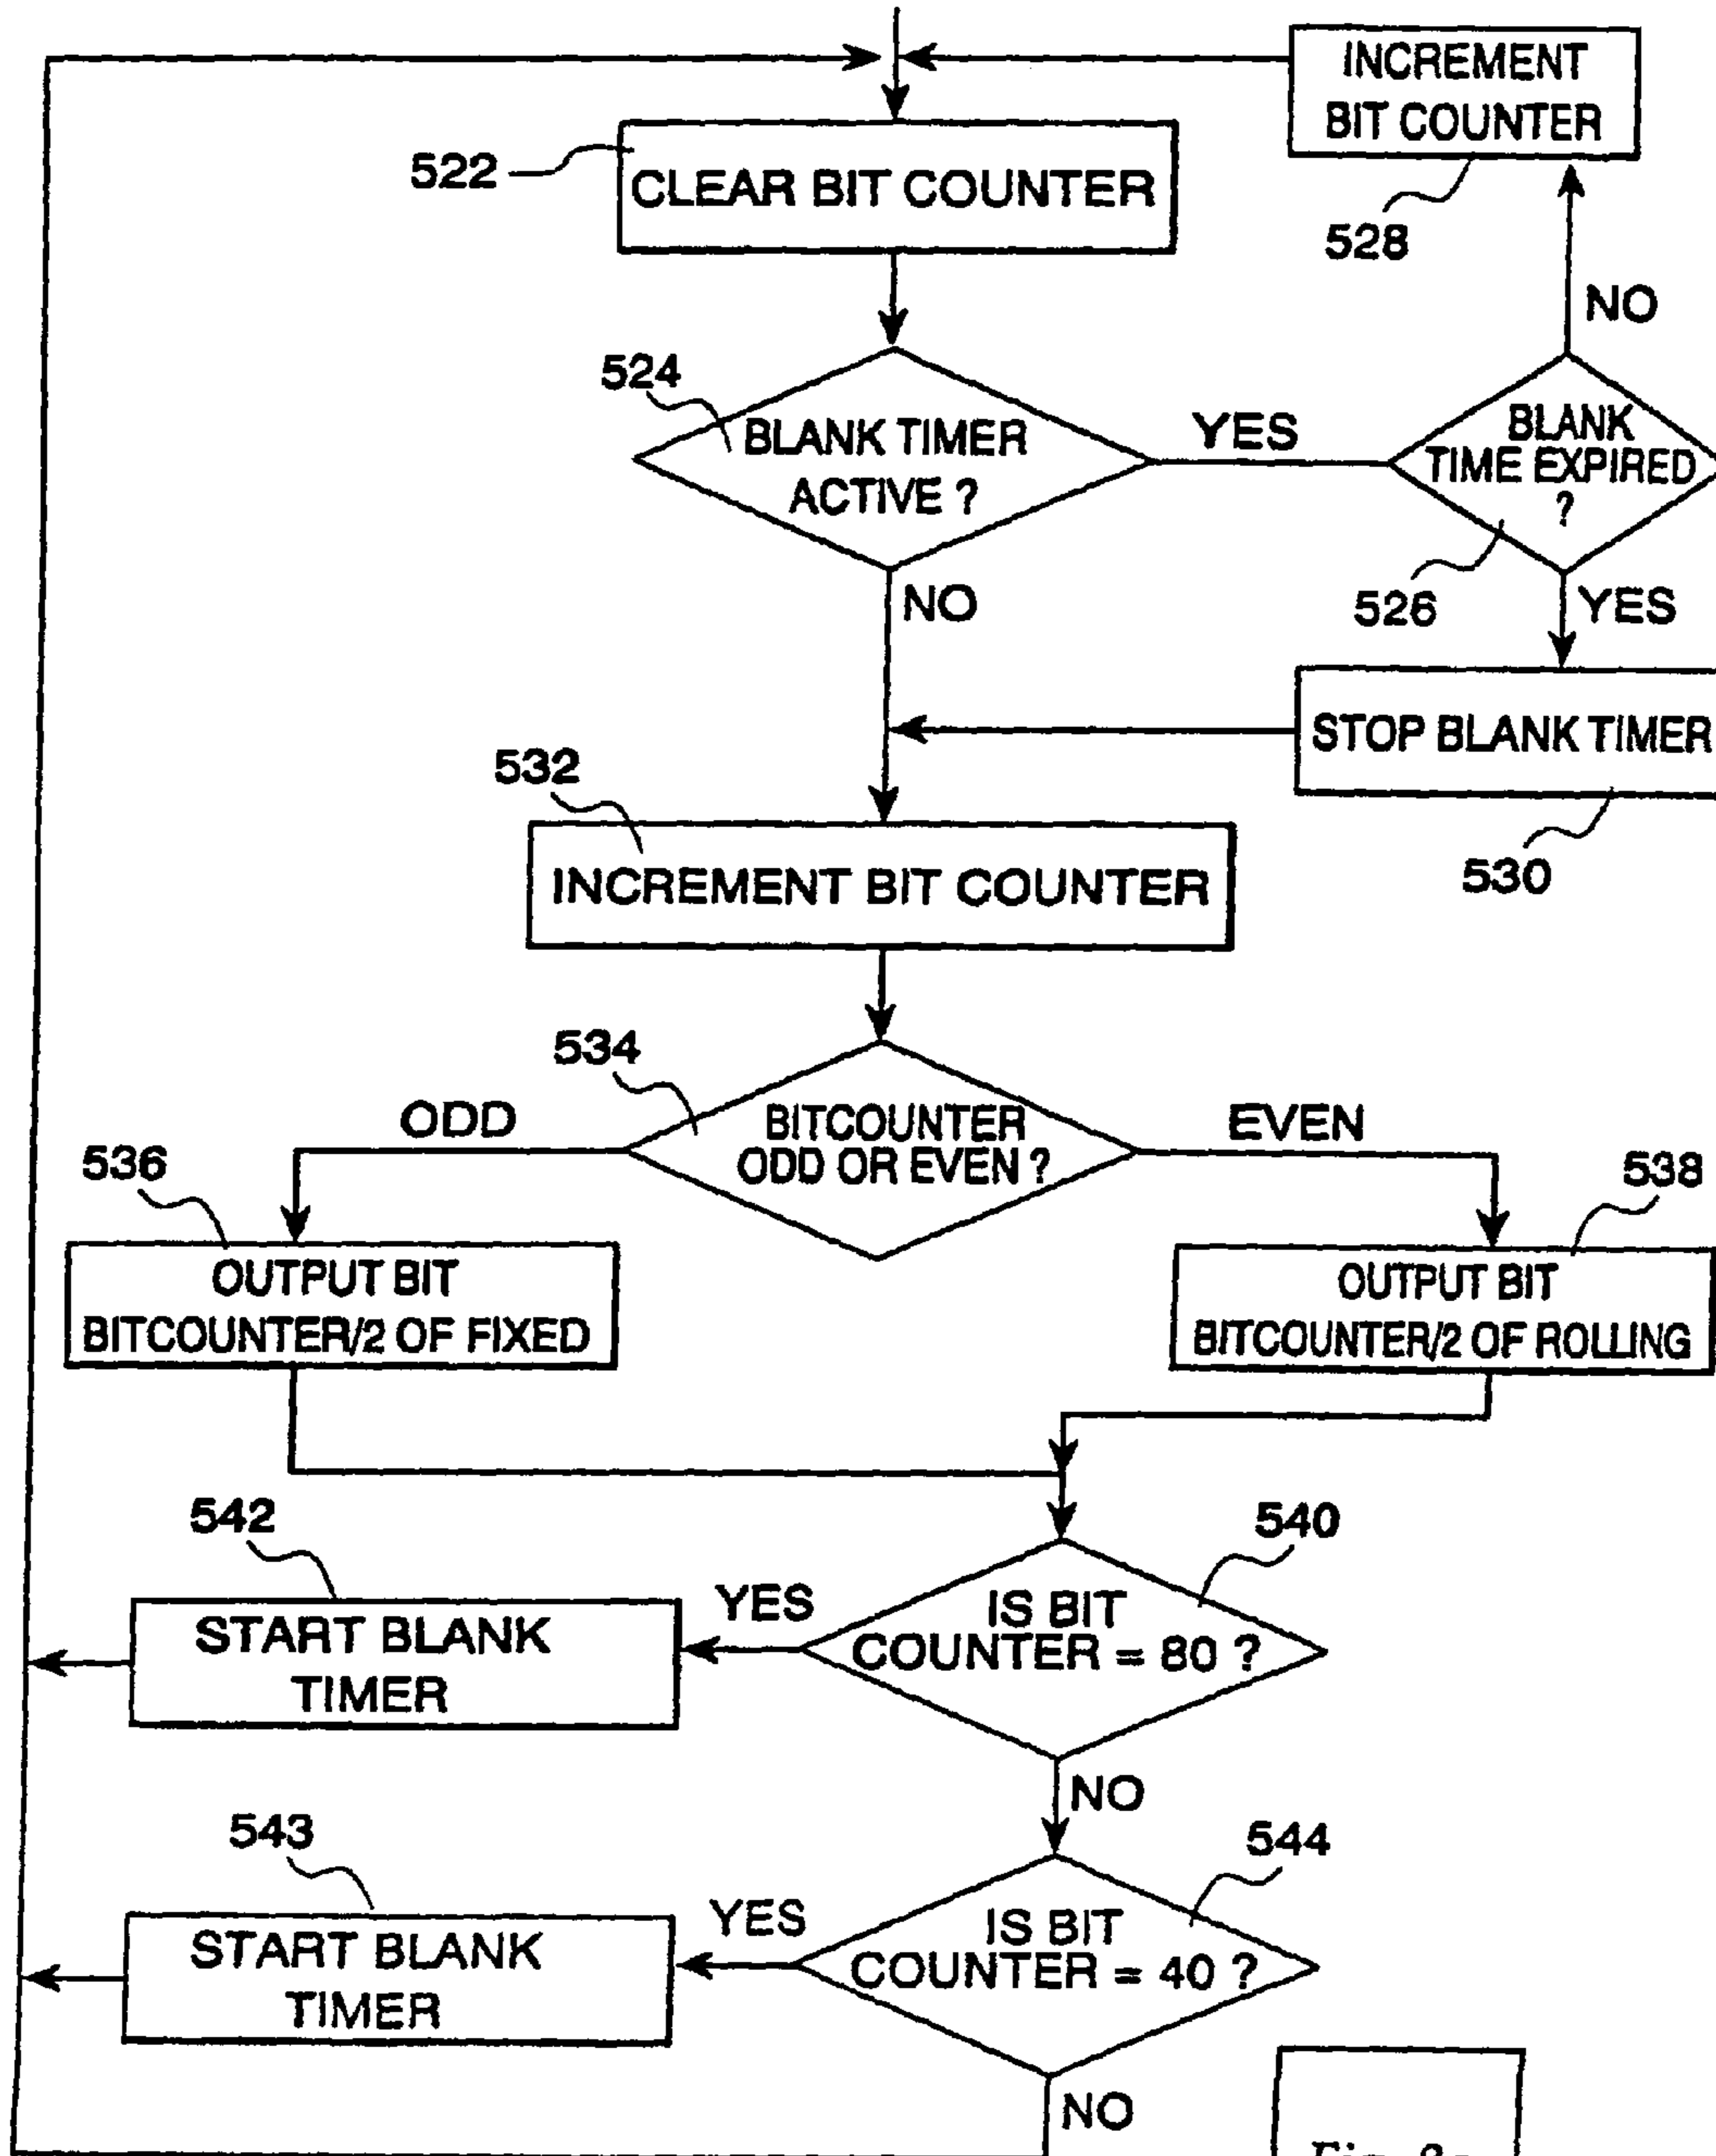 INCREMENT
BIT COUNTER
522
CLEAR BIT COUNTER
528
NO
524
BLANK TIMER
ACTIVE ?
YES
BLANK
TIME EXPIRED
?
526
NO
YES
STOP BLANK TIMER
532
530
INCREMENT BIT COUNTER
534
ODD
BITCOUNTER
ODD OR EVEN ?
EVEN
536
538
OUTPUT BIT
BITCOUNTER/2 OF FIXED
OUTPUT BIT
BITCOUNTER/2 OF ROLLING
542
540
START BLANK
TIMER
YES
IS BIT
COUNTER = 80 ?
NO
543
544
START BLANK
TIMER
YES
IS BIT
COUNTER = 40 ?
NO